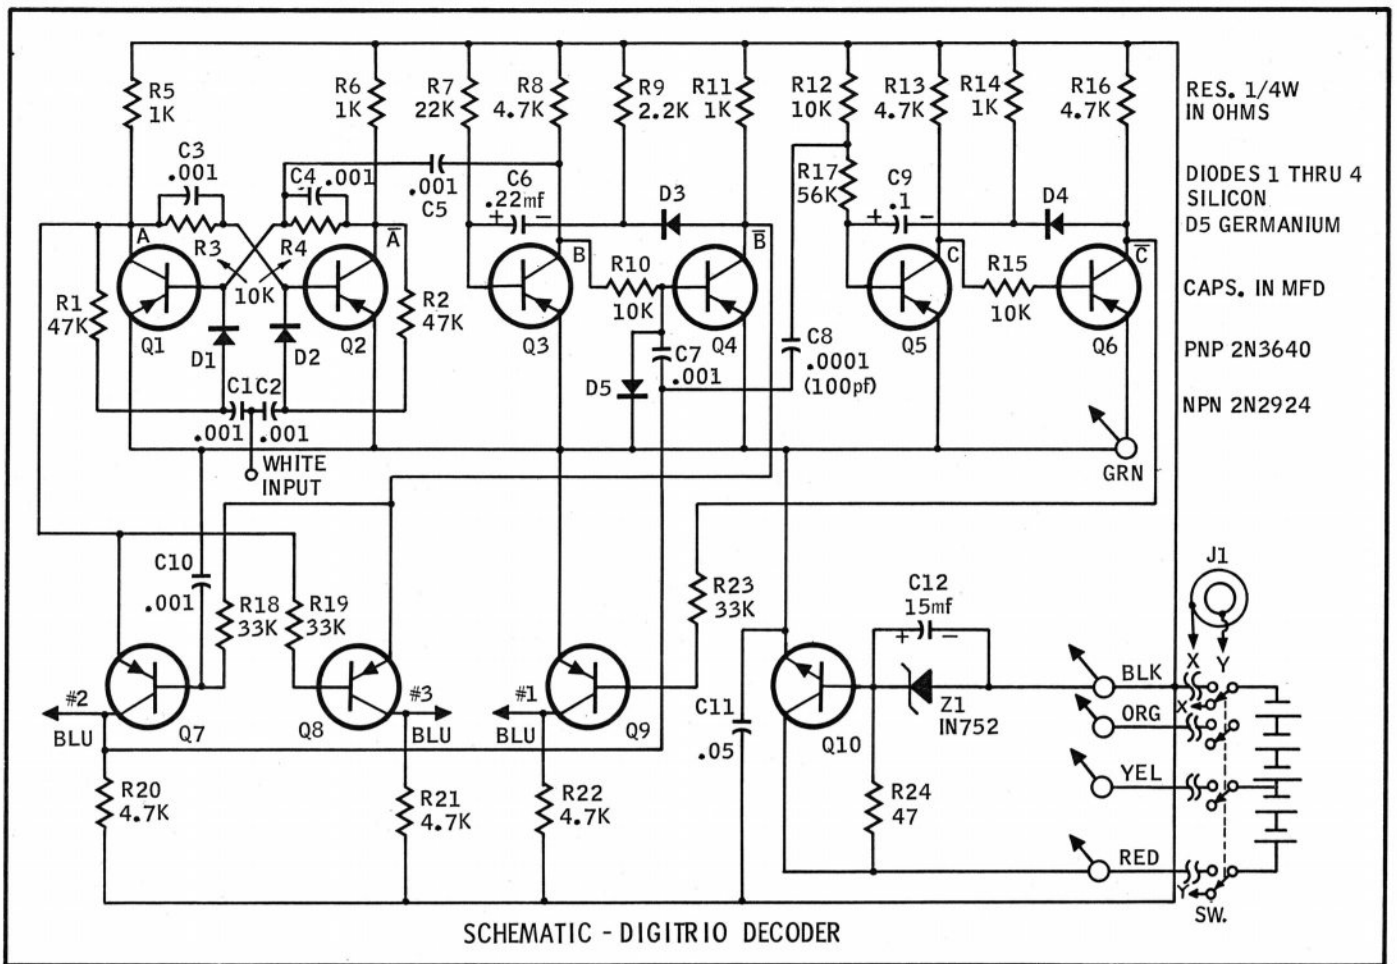 R5
1K
R6
1K
R7
22K
R8
4.7K
R9
2.2K
R11
1K
R12
10K
R13
4.7K
R14
1K
R16
4.7K
RES. 1/4W
IN OHMS
C3
.001
C4
.001
.001
C5
C6
.22mf
+
-
D3
R17
56K
C9
.1
+
-
D4
DIODES 1 THRU 4
SILICON
D5 GERMANIUM
A
R3
R4
10K
A
B
R10
10K
B
C
R15
10K
C
CAPS. IN MFD
R1
47K
Q1
D1
D2
Q2
R2
47K
Q3
D5
C7
.001
Q4
C8
.0001
(100pf)
Q5
Q6
PNP 2N3640
NPN 2N2924
C1
C2
.001
.001
WHITE
INPUT
GRN
C10
.001
R18
33K
R19
33K
R23
33K
C12
15mf
+
-
J1
X
Y
#2
BLU
Q7
Q8
#3
BLU
#1
BLU
Q9
C11
.05
Q10
Z1
IN752
BLK
X
ORG
YEL
R20
4.7K
R21
4.7K
R22
4.7K
R24
47
RED
Y
SW.
SCHEMATIC - DIGITRIO DECODER